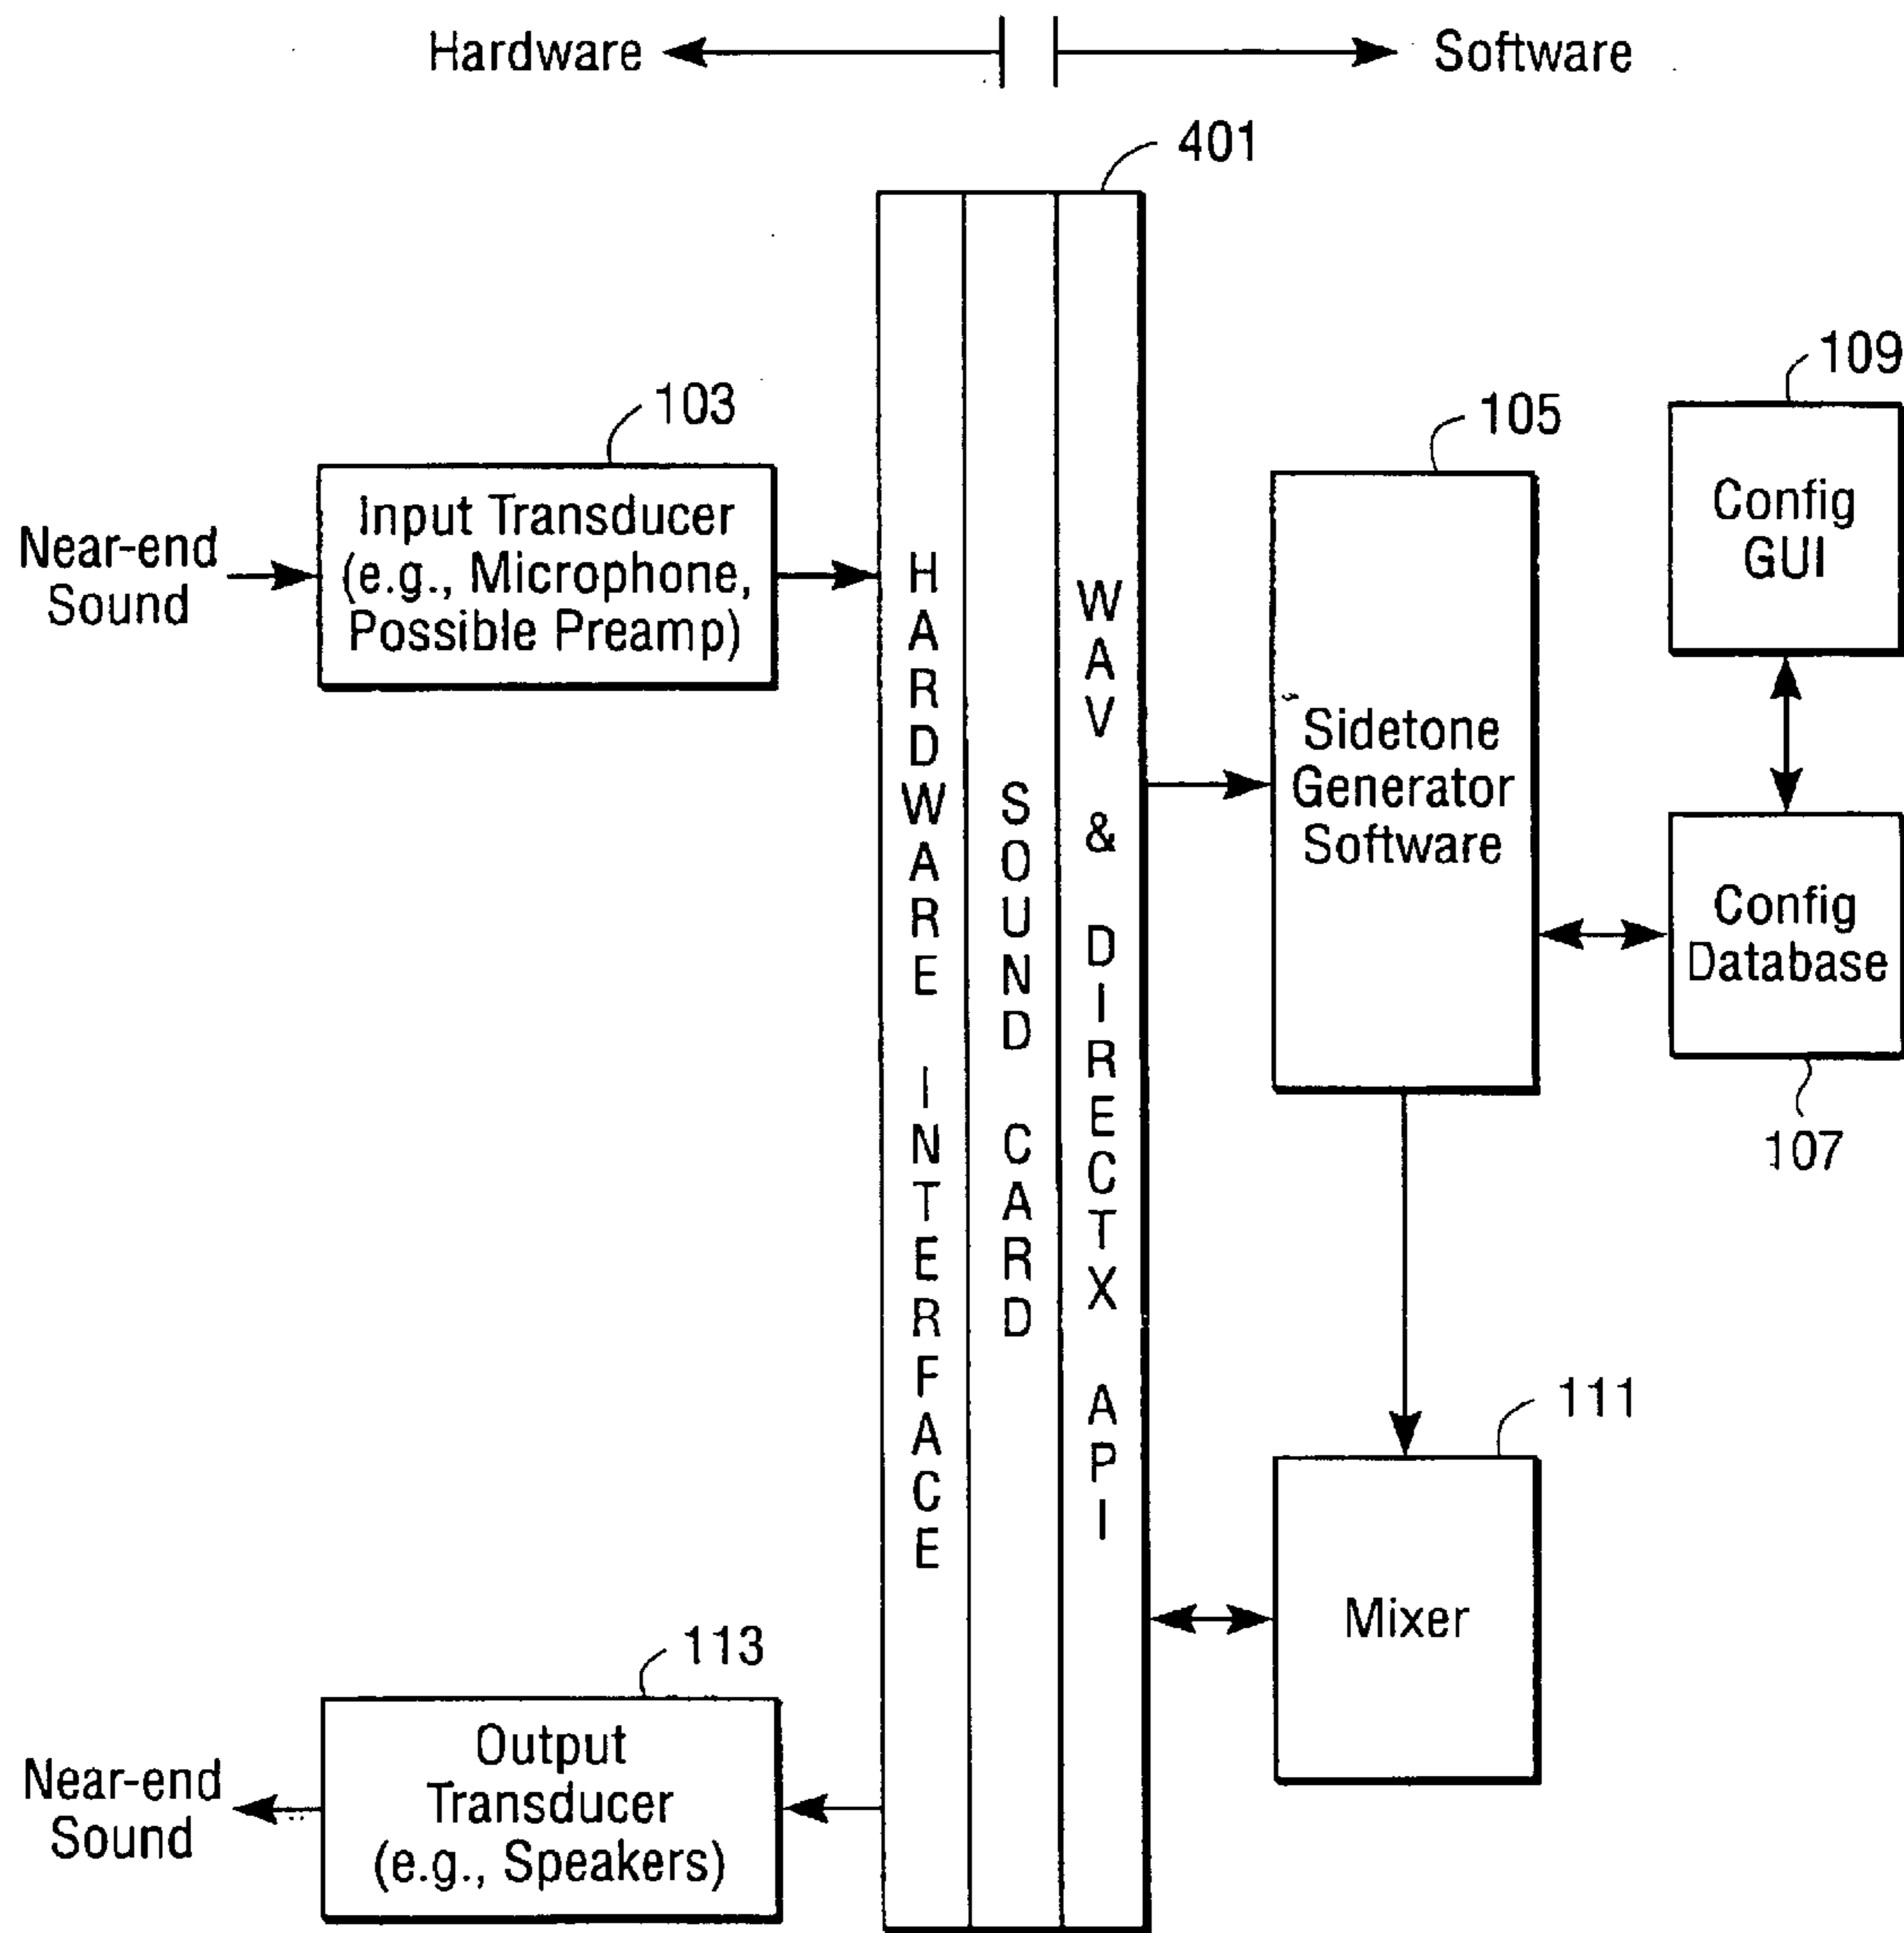 Hardware
Software
401
109
103
105
Config
GUI
Input Transducer
(e.g., Microphone,
Possible Preamp)
Near-end
Sound
HARDWARE INTERFACE
SOUND CARD
WAV & DIRECTX API
Sidetone
Generator
Software
Config
Database
107
111
Mixer
113
Output
Transducer
(e.g., Speakers)
Near-end
Sound